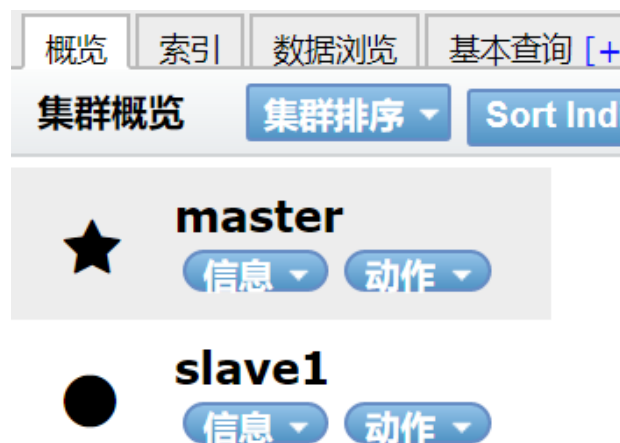 概览 索引 数据浏览 基本查询 [+
集群概览 集群排序 Sort Ind
master
信息 动作
slave1
信息 动作